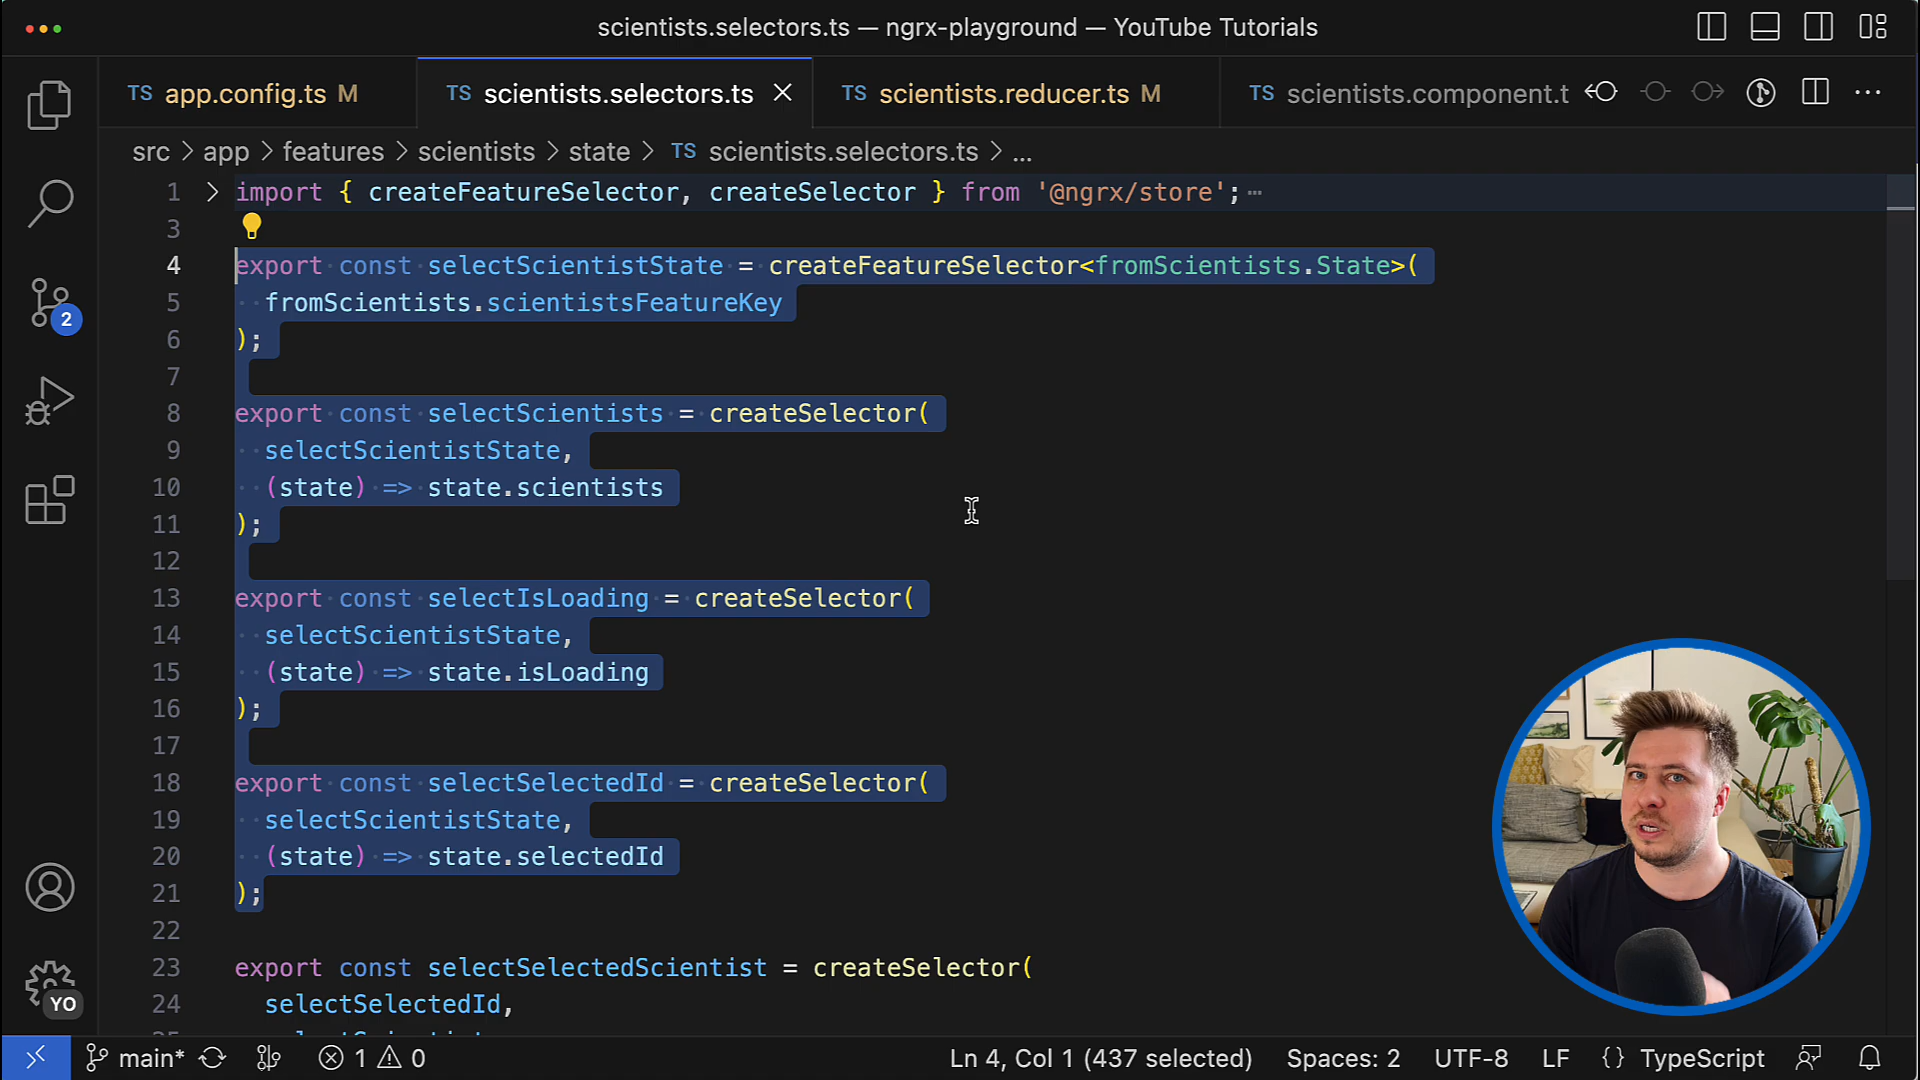 scientists.selectors.ts — ngrx-playground — YouTube Tutorials
TS app.config.ts M
TS scientists.selectors.ts
TS scientists.reducer.ts M
TS scientists.component.t
src > app > features > scientists > state > TS scientists.selectors.ts > ...
1 import { createFeatureSelector, createSelector } from '@ngrx/store';
3
4 export const selectScientistState = createFeatureSelector<fromScientists.State>(
5 fromScientists.scientistsFeatureKey
6 );
7
8 export const selectScientists = createSelector(
9 selectScientistState,
10 (state) => state.scientists
11 );
12
13 export const selectIsLoading = createSelector(
14 selectScientistState,
15 (state) => state.isLoading
16 );
17
18 export const selectSelectedId = createSelector(
19 selectScientistState,
20 (state) => state.selectedId
21 );
22
23 export const selectSelectedScientist = createSelector(
24 selectSelectedId,
2
YO
main* 1 0 Ln 4, Col 1 (437 selected) Spaces: 2 UTF-8 LF {} TypeScript